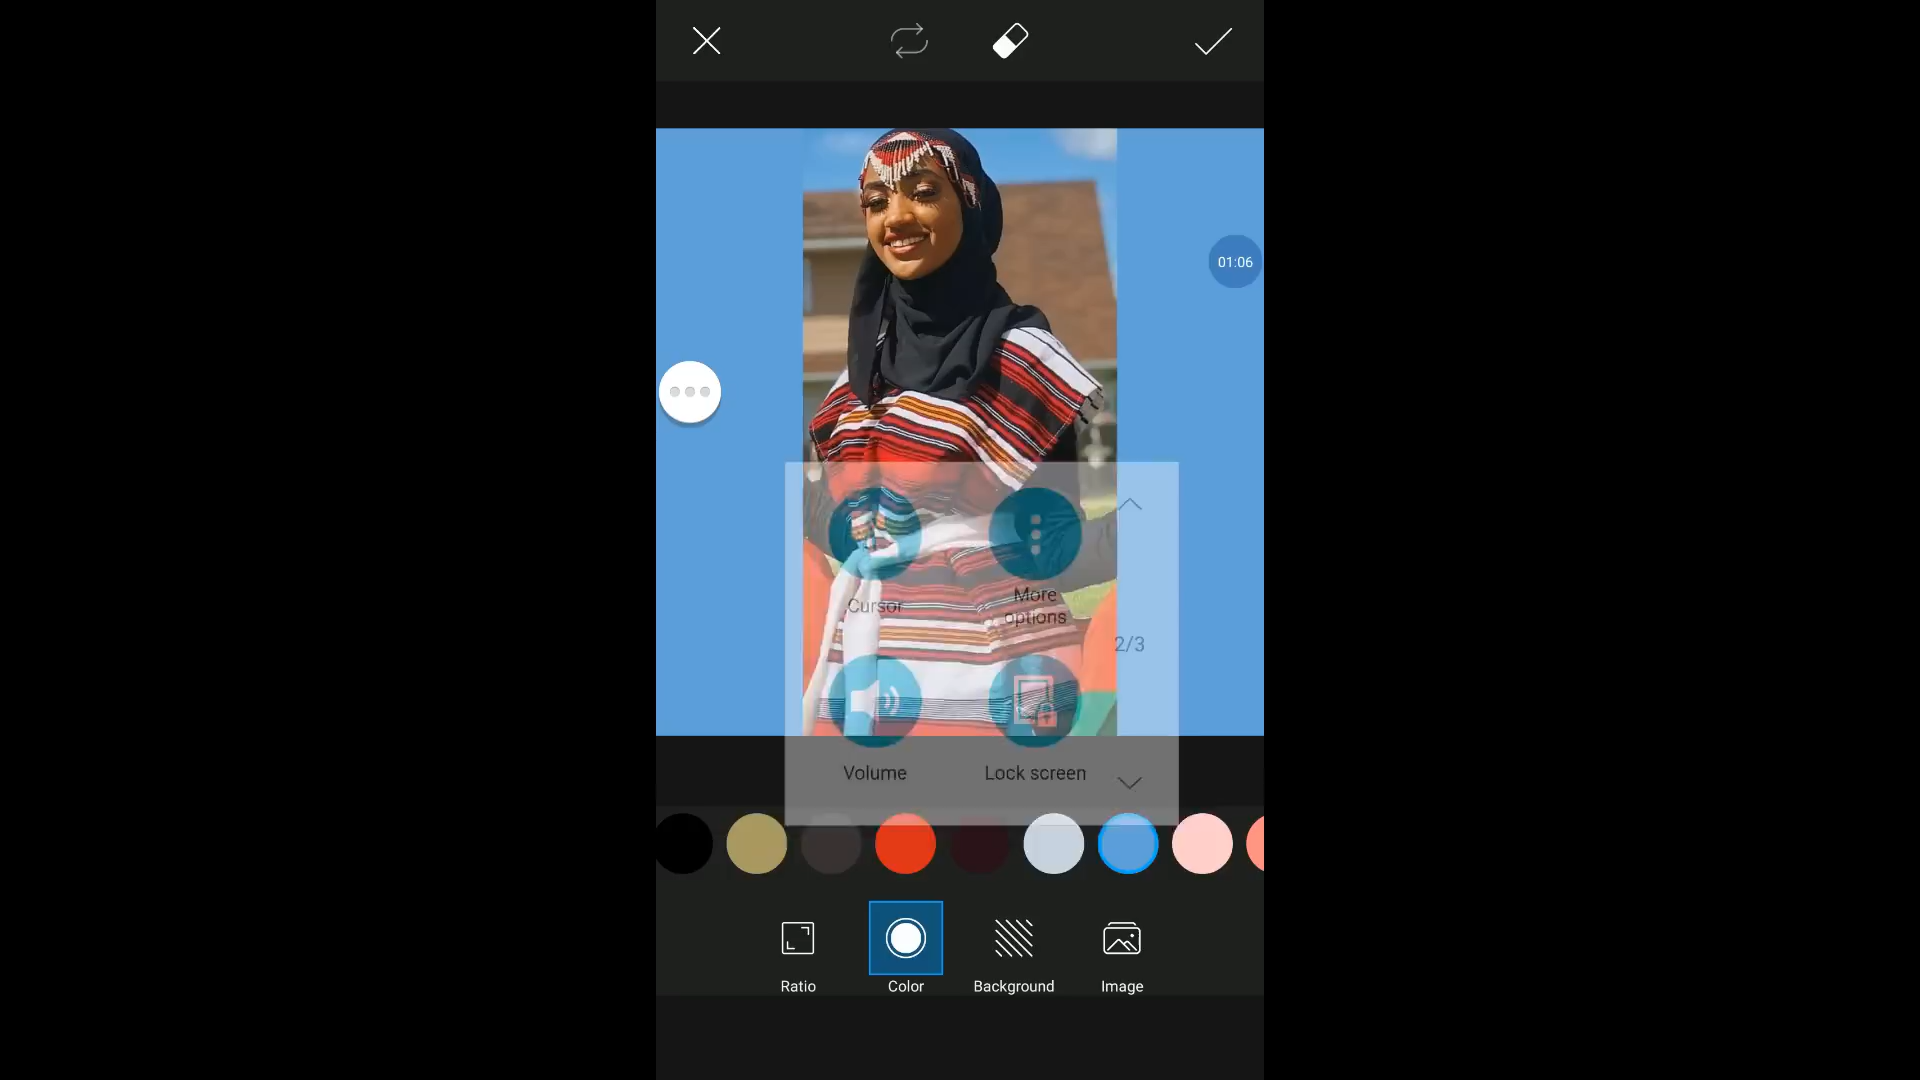 01:06
Cursor
More
options
2/3
Volume
Lock screen
Ratio
Color
Background
Image